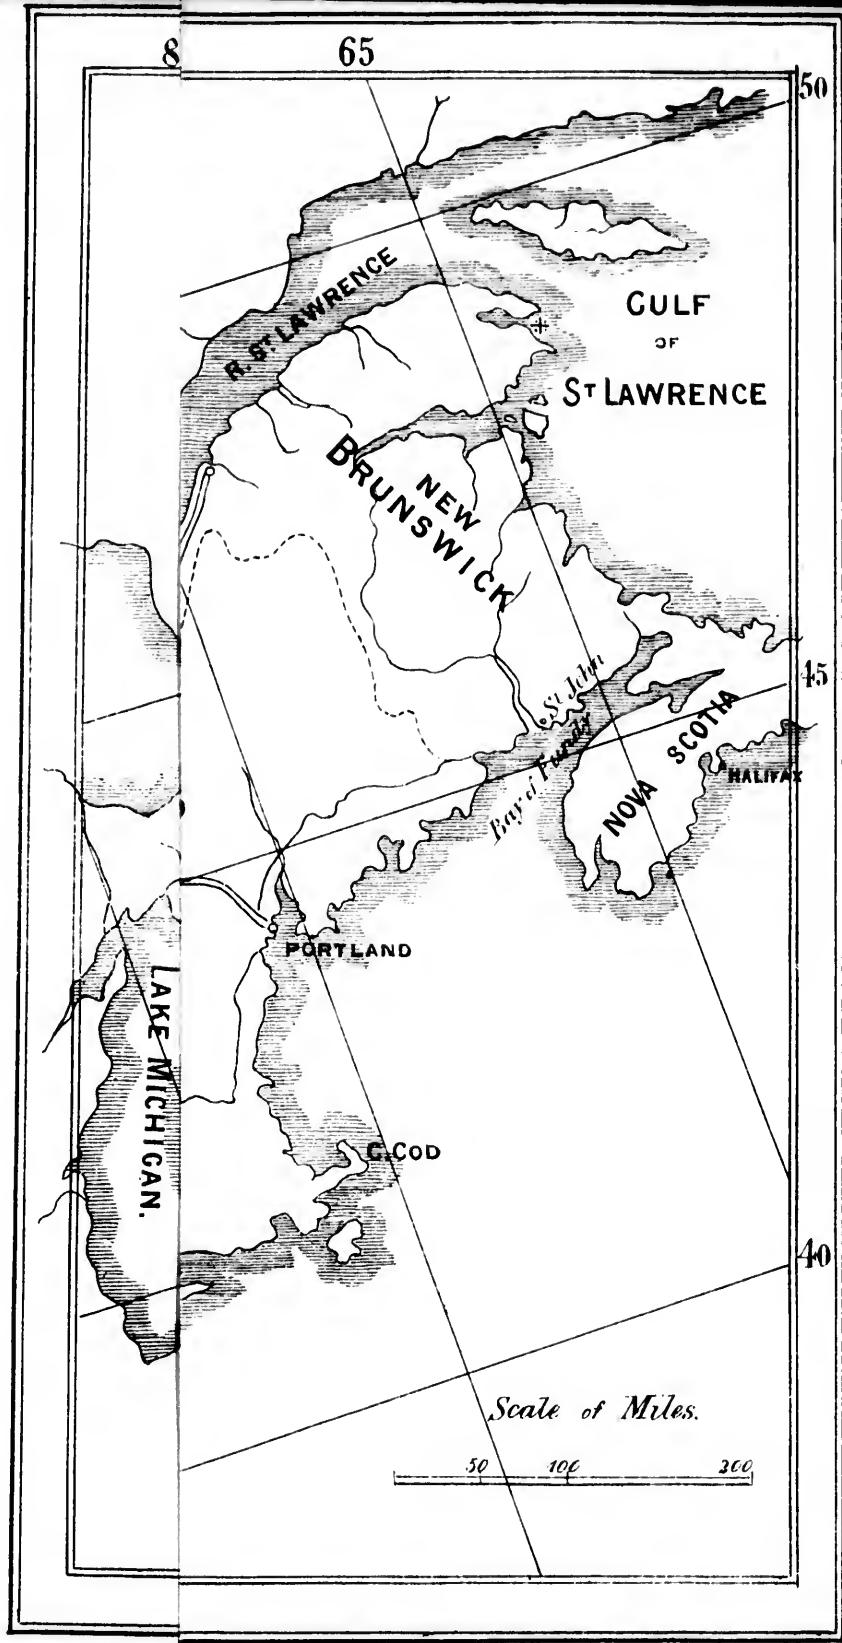 8
65
50
R. ST. LAWRENCE
GULF
OF
ST LAWRENCE
NEW
BRUNSWICK
St. John
45
Bay of Fundy
NOVA SCOTIA
HALIFAX
PORTLAND
LAKE MICHIGAN.
C. COD
40
Scale of Miles.
50 100 200